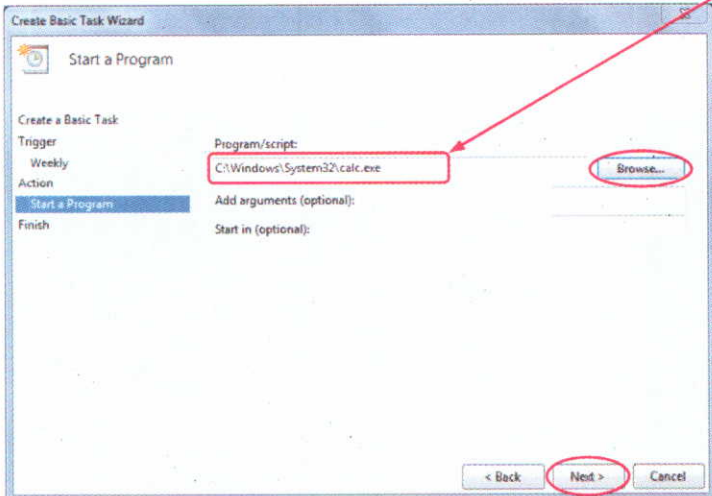 Create Basic Task Wizard
Start a Program
Create a Basic Task
Trigger
Weekly
Action
Start a Program
Finish
Program/script:
C:\Windows\System32\calc.exe
Browse...
Add arguments (optional):
Start in (optional):
< Back
Next >
Cancel